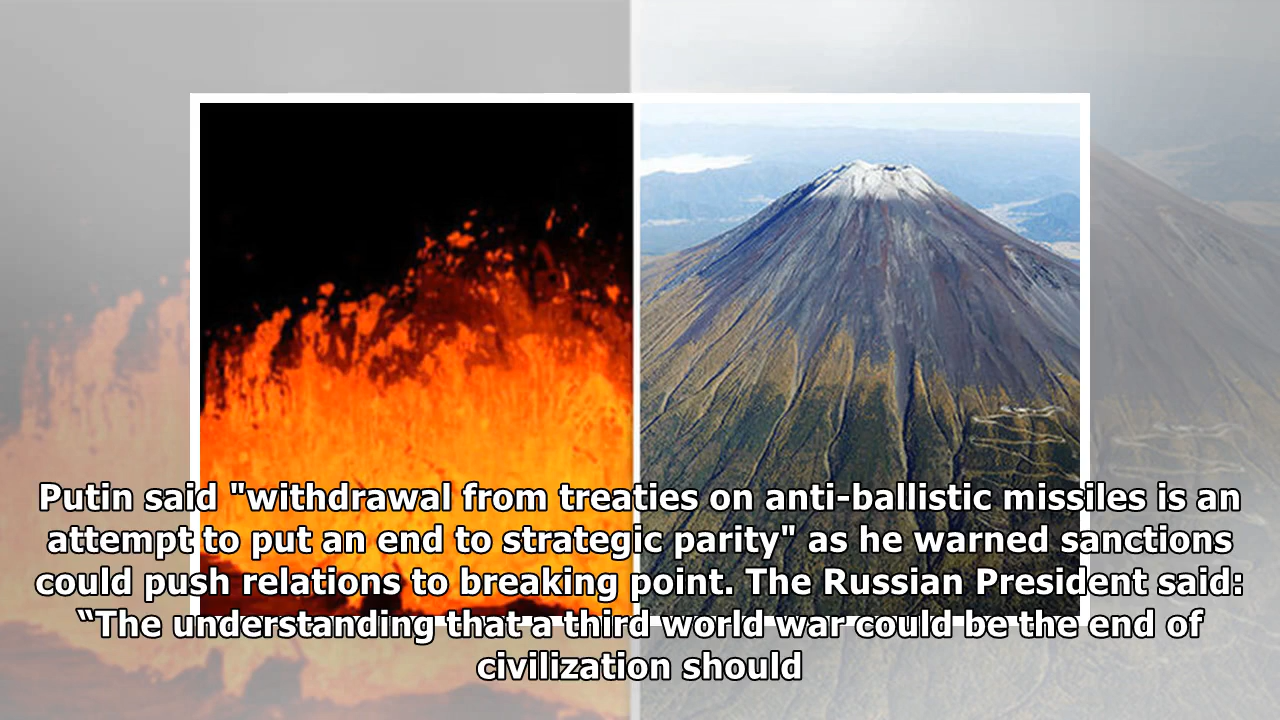 Putin said "withdrawal from treaties on anti-ballistic missiles is an
attempt to put an end to strategic parity" as he warned sanctions
could push relations to breaking point. The Russian President said:
“The understanding that a third world war could be the end of
civilization should